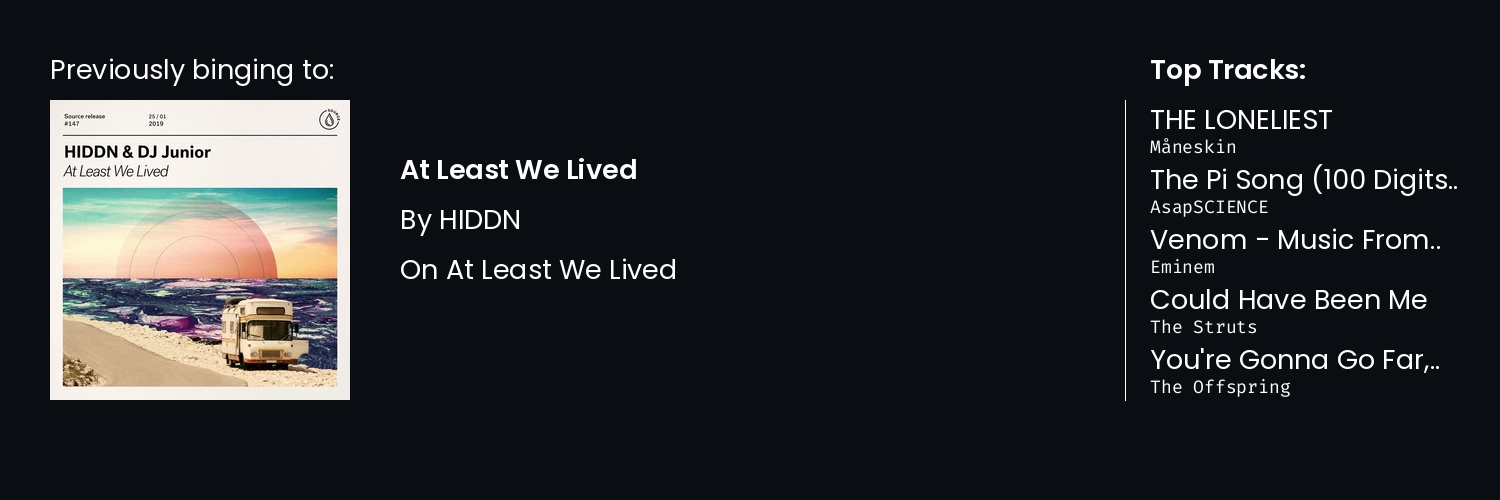 Previously binging to:
Source release
#147
25 / 01
2019
HIDDN & DJ Junior
At Least We Lived
At Least We Lived
By HIDDN
On At Least We Lived
Top Tracks:
THE LONELIEST
Måneskin
The Pi Song (100 Digits..
AsapSCIENCE
Venom - Music From..
Eminem
Could Have Been Me
The Struts
You're Gonna Go Far,..
The Offspring